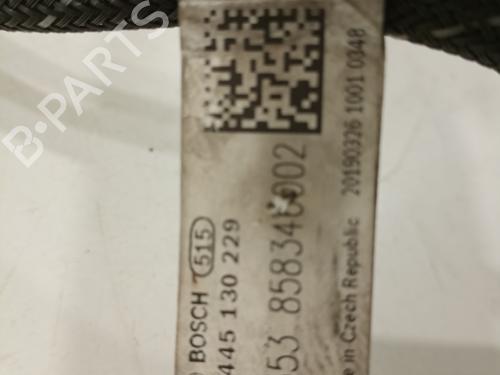 B-PARTS
BOSCH 515
445 130 229
53 858346002
in Czech Republic 20190326 1001 0348